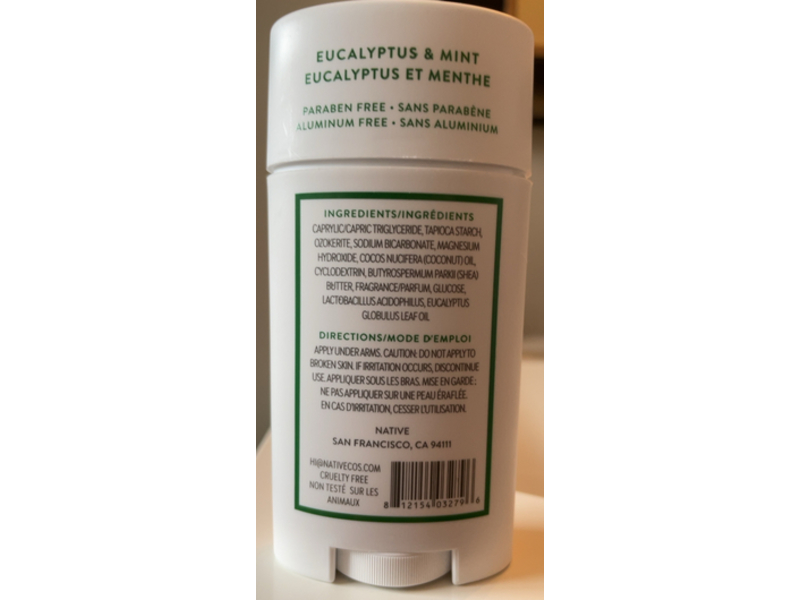 EUCALYPTUS & MINT
EUCALYPTUS ET MENTHE
PARABEN FREE • SANS PARABÈNE
ALUMINUM FREE • SANS ALUMINIUM
INGREDIENTS/INGRÉDIENTS
CAPRYLIC/CAPRIC TRIGLYCERIDE, TAPIOCA STARCH,
OZOKERITE, SODIUM BICARBONATE, MAGNESIUM
HYDROXIDE, COCOS NUCIFERA (COCONUT) OIL,
CYCLODEXTRIN, BUTYROSPERMUM PARKII (SHEA)
BUTTER, FRAGRANCE/PARFUM, GLUCOSE,
LACTOBACILLUS ACIDOPHILUS, EUCALYPTUS
GLOBULUS LEAF OIL
DIRECTIONS/MODE D'EMPLOI
APPLY UNDER ARMS. CAUTION: DO NOT APPLY TO
BROKEN SKIN. IF IRRITATION OCCURS, DISCONTINUE
USE. APPLIQUER SOUS LES BRAS. MISE EN GARDE :
NE PAS APPLIQUER SUR UNE PEAU ÉRAFLÉE.
EN CAS D'IRRITATION, CESSER L'UTILISATION.
NATIVE
SAN FRANCISCO, CA 94111
HI@NATIVECOS.COM
CRUELTY FREE
NON TESTÉ SUR LES
ANIMAUX
8 12154 03279 6